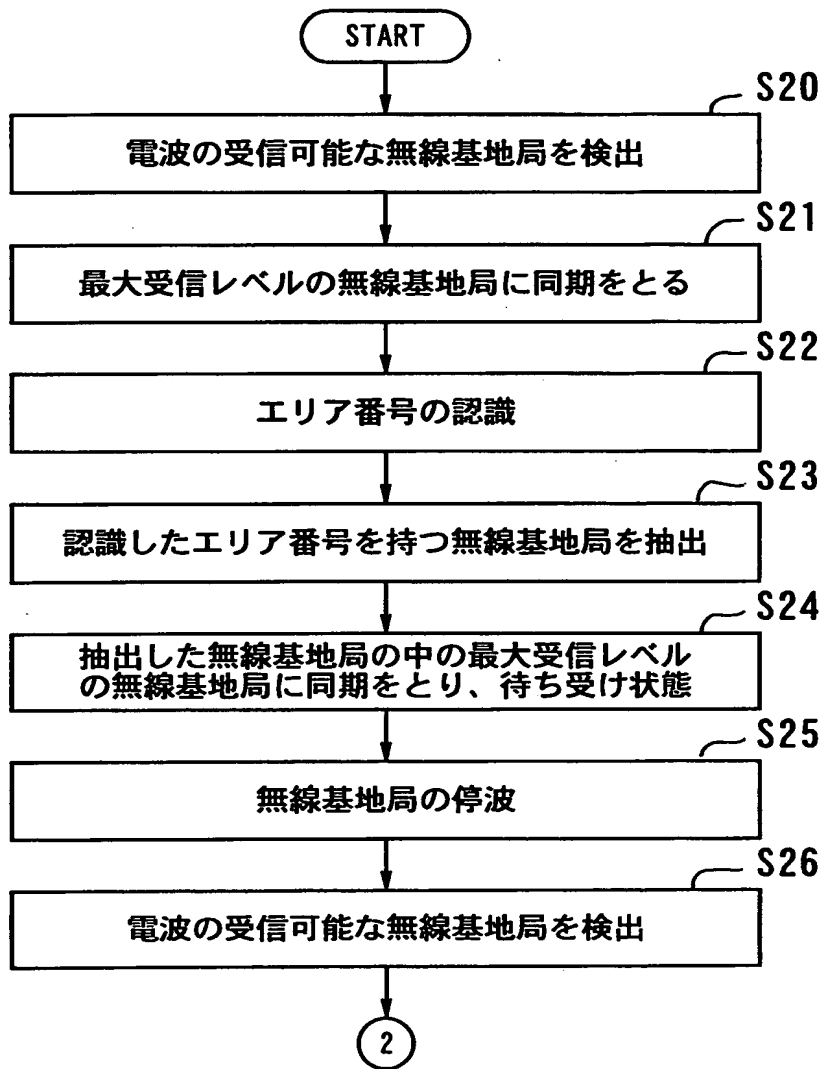 START
S20
電波の受信可能な無線基地局を検出
S21
最大受信レベルの無線基地局に同期をとる
S22
エリア番号の認識
S23
認識したエリア番号を持つ無線基地局を抽出
S24
抽出した無線基地局の中の最大受信レベル
の無線基地局に同期をとり、待ち受け状態
S25
無線基地局の停波
S26
電波の受信可能な無線基地局を検出
2